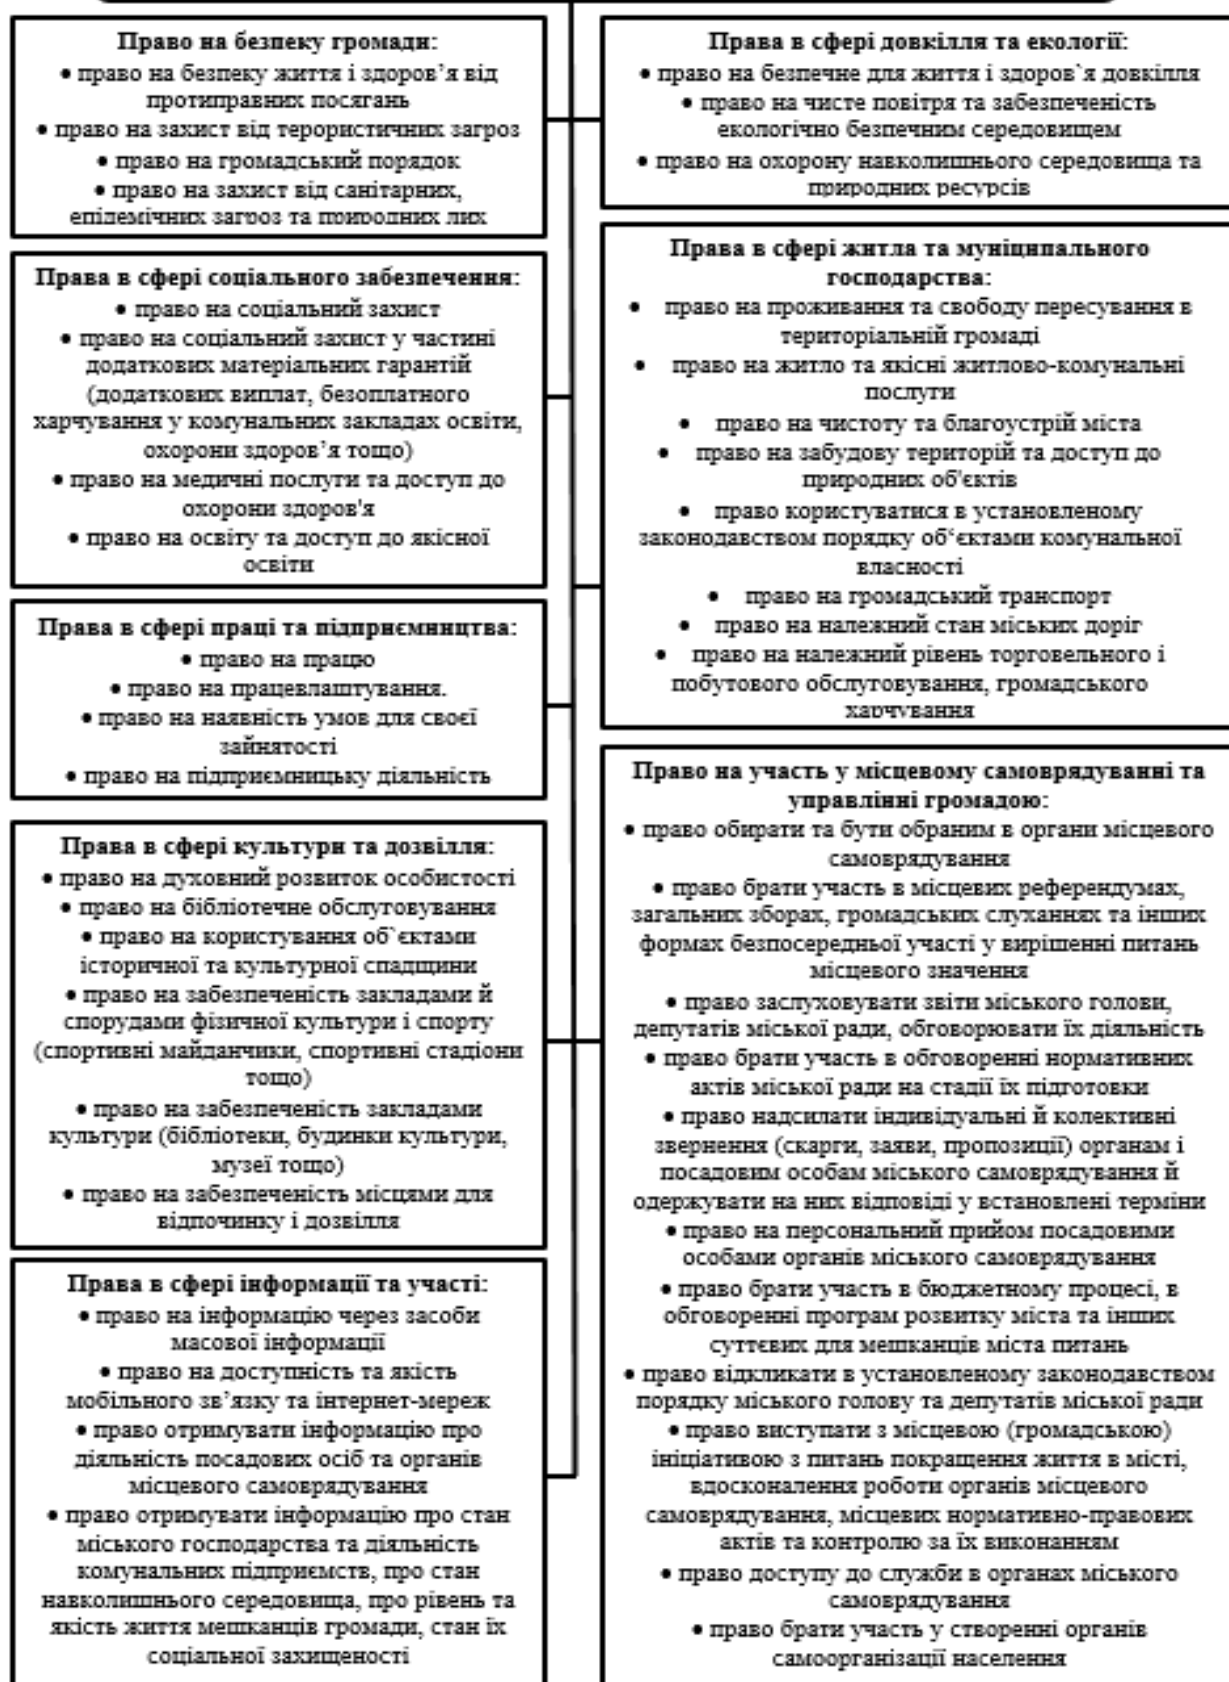 Право на безпеку громади:
• право на безпеку життя і здоров’я від
протиправних посягань
• право на захист від терористичних загроз
• право на громадський порядок
• право на захист від санітарних,
епідемічних загроз та природних лих
Права в сфері соціального забезпечення:
• право на соціальний захист
• право на соціальний захист у частині
додаткових матеріальних гарантій
(додаткових виплат, безоплатного
харчування у комунальних закладах освіти,
охорони здоров’я тощо)
• право на медичні послуги та доступ до
охорони здоров'я
• право на освіту та доступ до якісної
освіти
Права в сфері праці та підприємництва:
• право на працю
• право на працевлаштування.
• право на наявність умов для своєї
зайнятості
• право на підприємницьку діяльність
Права в сфері культури та дозвілля:
• право на духовний розвиток особистості
• право на бібліотечне обслуговування
• право на користування об`єктами
історичної та культурної спадщини
• право на забезпеченість закладами й
спорудами фізичної культури і спорту
(спортивні майданчики, спортивні стадіони
тощо)
• право на забезпеченість закладами
культури (бібліотеки, будинки культури,
музеї тощо)
• право на забезпеченість місцями для
відпочинку і дозвілля
Права в сфері інформації та участі:
• право на інформацію через засоби
масової інформації
• право на доступність та якість
мобільного зв’язку та інтернет-мереж
• право отримувати інформацію про
діяльність посадових осіб та органів
місцевого самоврядування
• право отримувати інформацію про стан
міського господарства та діяльність
комунальних підприємств, про стан
навколишнього середовища, про рівень та
якість життя мешканців громади, стан їх
соціальної захищеності
Права в сфері довкілля та екології:
• право на безпечне для життя і здоров`я довкілля
• право на чисте повітря та забезпеченість
екологічно безпечним середовищем
• право на охорону навколишнього середовища та
природних ресурсів
Права в сфері житла та муніципального
господарства:
• право на проживання та свободу пересування в
територіальній громаді
• право на житло та якісні житлово-комунальні
послуги
• право на чистоту та благоустрій міста
• право на забудову територій та доступ до
природних об'єктів
• право користуватися в установленому
законодавством порядку об‘єктами комунальної
власності
• право на громадський транспорт
• право на належний стан міських доріг
• право на належний рівень торговельного і
побутового обслуговування, громадського
харчування
Право на участь у місцевому самоврядуванні та
управлінні громадою:
• право обирати та бути обраним в органи місцевого
самоврядування
• право брати участь в місцевих референдумах,
загальних зборах, громадських слуханнях та інших
формах безпосередньої участі у вирішенні питань
місцевого значення
• право заслуховувати звіти міського голови,
депутатів міської ради, обговорювати їх діяльність
• право брати участь в обговоренні нормативних
актів міської ради на стадії їх підготовки
• право надсилати індивідуальні й колективні
звернення (скарги, заяви, пропозиції) органам і
посадовим особам міського самоврядування й
одержувати на них відповіді у встановлені терміни
• право на персональний прийом посадовими
особами органів міського самоврядування
• право брати участь в бюджетному процесі, в
обговоренні програм розвитку міста та інших
суттєвих для мешканців міста питань
• право відкликати в установленому законодавством
порядку міського голову та депутатів міської ради
• право виступати з місцевою (громадською)
ініціативою з питань покращення життя в місті,
вдосконалення роботи органів місцевого
самоврядування, місцевих нормативно-правових
актів та контролю за їх виконанням
• право доступу до служби в органах міського
самоврядування
• право брати участь у створенні органів
самоорганізації населення